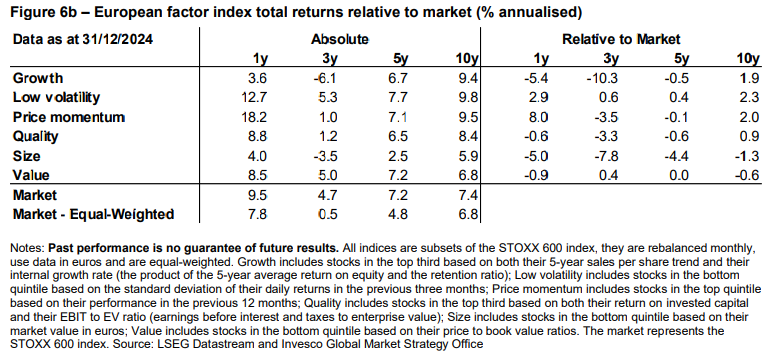 Figure 6b – European factor index total returns relative to market (% annualised)
Data as at 31/12/2024 Absolute Relative to Market
1y 3y 5y 10y 1y 3y 5y 10y
Growth 3.6 -6.1 6.7 9.4 -5.4 -10.3 -0.5 1.9
Low volatility 12.7 5.3 7.7 9.8 2.9 0.6 0.4 2.3
Price momentum 18.2 1.0 7.1 9.5 8.0 -3.5 -0.1 2.0
Quality 8.8 1.2 6.5 8.4 -0.6 -3.3 -0.6 0.9
Size 4.0 -3.5 2.5 5.9 -5.0 -7.8 -4.4 -1.3
Value 8.5 5.0 7.2 6.8 -0.9 0.4 0.0 -0.6
Market 9.5 4.7 7.2 7.4
Market - Equal-Weighted 7.8 0.5 4.8 6.8
Notes: Past performance is no guarantee of future results. All indices are subsets of the STOXX 600 index, they are rebalanced monthly,
use data in euros and are equal-weighted. Growth includes stocks in the top third based on both their 5-year sales per share trend and their
internal growth rate (the product of the 5-year average return on equity and the retention ratio); Low volatility includes stocks in the bottom
quintile based on the standard deviation of their daily returns in the previous three months; Price momentum includes stocks in the top quintile
based on their performance in the previous 12 months; Quality includes stocks in the top third based on both their return on invested capital
and their EBIT to EV ratio (earnings before interest and taxes to enterprise value); Size includes stocks in the bottom quintile based on their
market value in euros; Value includes stocks in the bottom quintile based on their price to book value ratios. The market represents the
STOXX 600 index. Source: LSEG Datastream and Invesco Global Market Strategy Office